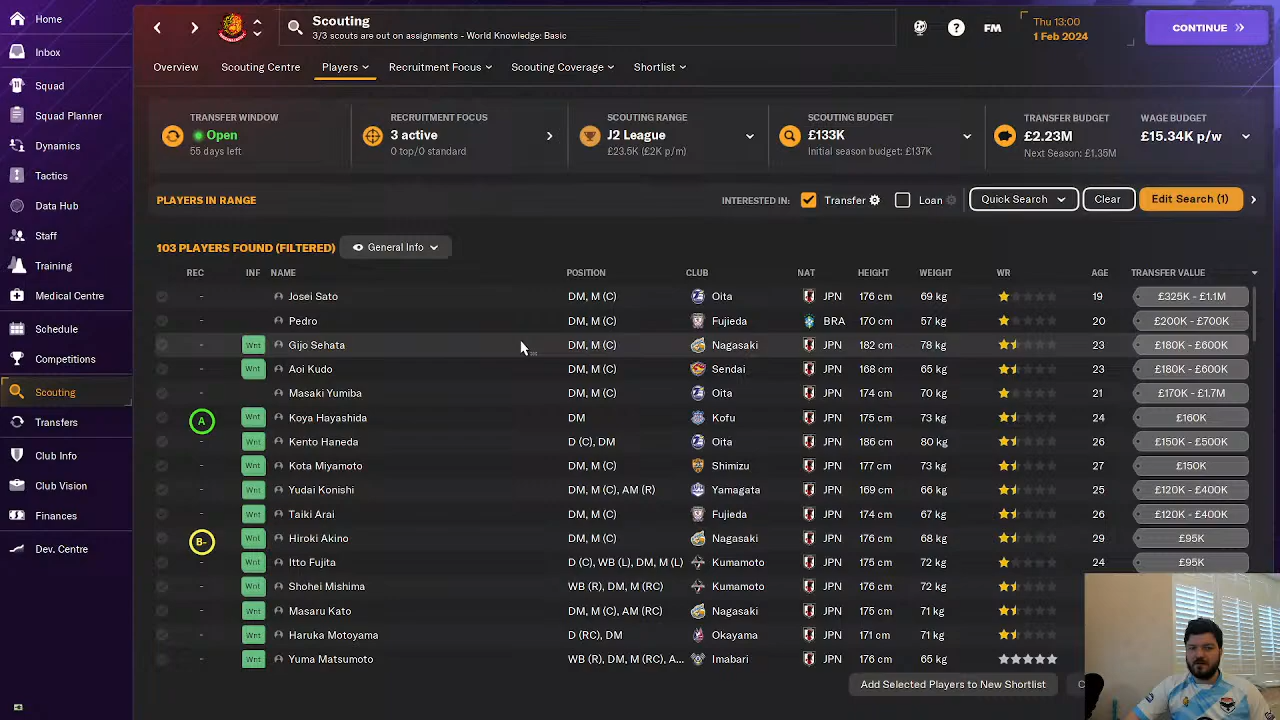 Home
Scouting
3/3 scouts are out on assignments - World Knowledge: Basic
FM
Thu 13:00
1 Feb 2024
CONTINUE
Inbox
Squad
Squad Planner
Dynamics
Tactics
Data Hub
Staff
Training
Medical Centre
Schedule
Competitions
Scouting
Transfers
Club Info
Club Vision
Finances
Dev. Centre
Overview Scouting Centre Players Recruitment Focus Scouting Coverage Shortlist
TRANSFER WINDOW
Open
55 days left
RECRUITMENT FOCUS
3 active
0 top/0 standard
SCOUTING RANGE
J2 League
£23.5K (£2K p/m)
SCOUTING BUDGET
£133K
Initial season budget: £137K
TRANSFER BUDGET WAGE BUDGET
£2.23M £15.34K p/w
Next Season: £1.35M
PLAYERS IN RANGE INTERESTED IN: Transfer Loan Quick Search Clear Edit Search (1)
103 PLAYERS FOUND (FILTERED) General Info
REC INF NAME POSITION CLUB NAT HEIGHT WEIGHT WR AGE TRANSFER VALUE
- Josei Sato DM, M (C) Oita JPN 176 cm 69 kg 19 £325K - £1.1M
- Pedro DM, M (C) Fujieda BRA 170 cm 57 kg 20 £200K - £700K
- Wnt Gijo Sehata DM, M (C) Nagasaki JPN 182 cm 78 kg 23 £180K - £600K
- Wnt Aoi Kudo DM, M (C) Sendai JPN 168 cm 65 kg 23 £180K - £600K
- Masaki Yumiba DM, M (C) Oita JPN 174 cm 70 kg 21 £170K - £1.7M
A Wnt Koya Hayashida DM Kofu JPN 175 cm 73 kg 24 £160K
- Wnt Kento Haneda D (C), DM Oita JPN 186 cm 80 kg 26 £150K - £500K
- Wnt Kota Miyamoto DM, M (C) Shimizu JPN 177 cm 73 kg 27 £150K
- Wnt Yudai Konishi DM, M (C), AM (R) Yamagata JPN 169 cm 66 kg 25 £120K - £400K
- Wnt Taiki Arai DM, M (C) Fujieda JPN 174 cm 67 kg 26 £120K - £400K
B- Wnt Hiroki Akino DM, M (C) Nagasaki JPN 176 cm 68 kg 29 £95K
- Wnt Itto Fujita D (C), WB (L), DM, M (L) Kumamoto JPN 175 cm 72 kg 24 £95K
- Wnt Shohei Mishima WB (R), DM, M (RC) Kumamoto JPN 176 cm 72 kg
- Wnt Masaru Kato DM, M (C), AM (RC) Nagasaki JPN 175 cm 71 kg
- Wnt Haruka Motoyama D (RC), DM Okayama JPN 171 cm 71 kg
- Wnt Yuma Matsumoto WB (R), DM, M (RC), A... Imabari JPN 176 cm 65 kg
Add Selected Players to New Shortlist C